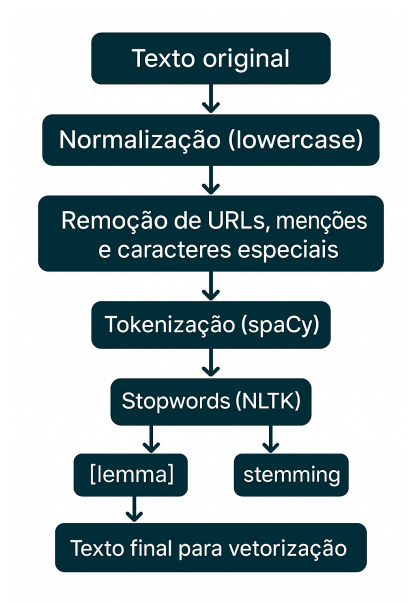 Texto original
Normalização (lowercase)
Remoção de URLs, menções
e caracteres especiais
Tokenização (spaCy)
Stopwords (NLTK)
[lemma]
stemming
Texto final para vetorização